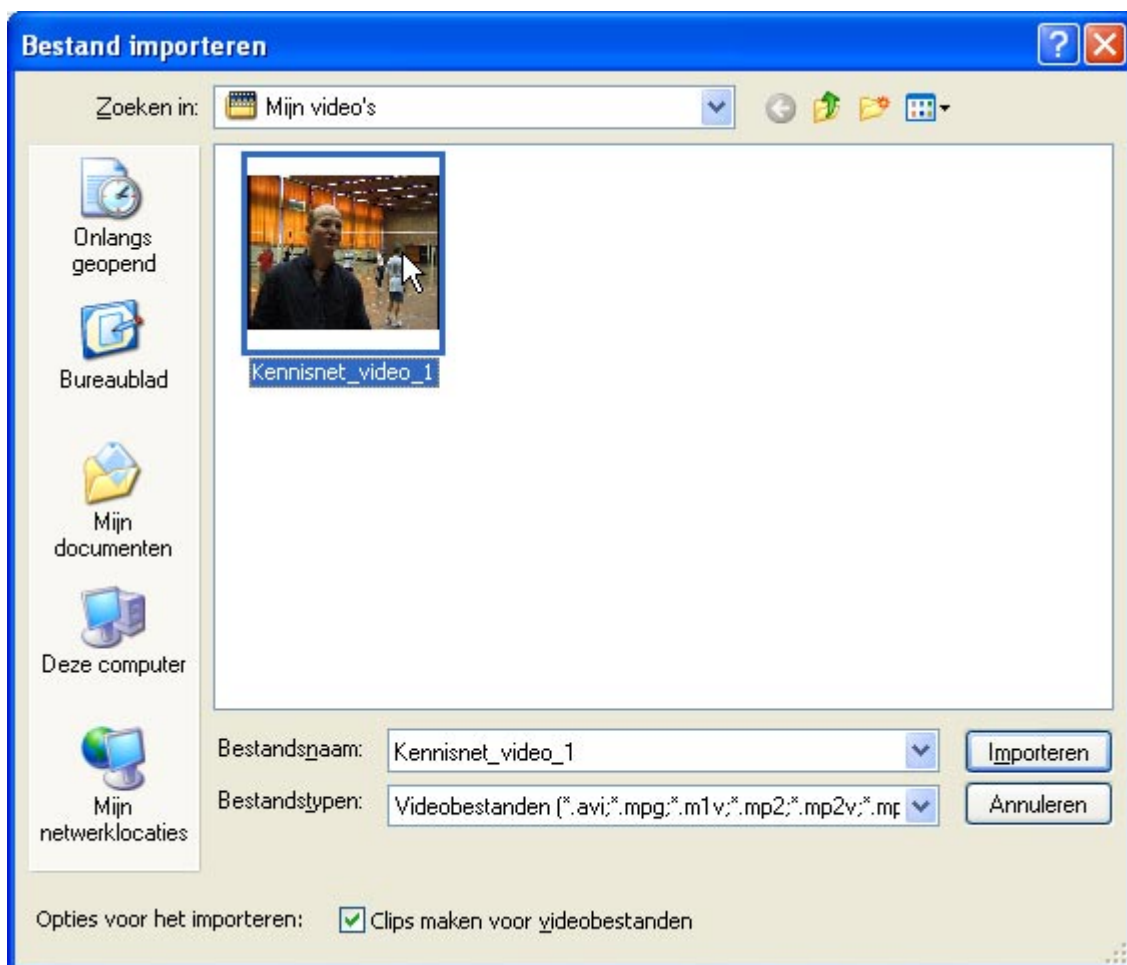 Bestand importeren
Zoeken in:
Mijn video's
Onlangs
geopend
Bureaublad
Mijn
documenten
Deze computer
Mijn
netwerklocaties
Kennisnet_video_1
Bestandsnaam:
Kennisnet_video_1
Importeren
Bestandstypen:
Videobestanden (*.avi;*.mpg;*.m1v;*.mp2;*.mp2v;*.mp
Annuleren
Opties voor het importeren:
Clips maken voor videobestanden